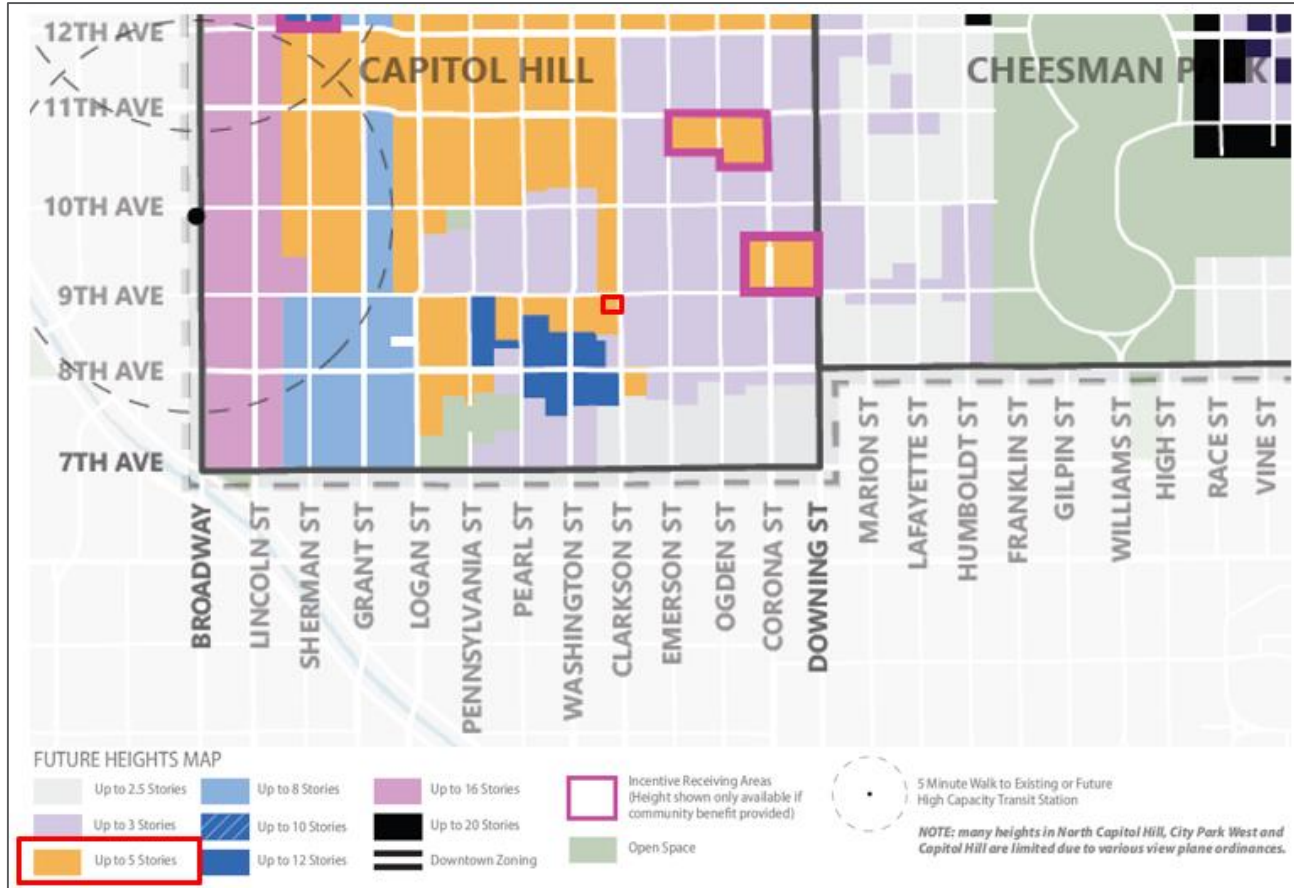 12TH AVE
CAPITOL HILL
CHEESMAN PARK
11TH AVE
10TH AVE
9TH AVE
8TH AVE
7TH AVE
BROADWAY
LINCOLN ST
SHERMAN ST
GRANT ST
LOGAN ST
PENNSYLVANIA ST
PEARL ST
WASHINGTON ST
CLARKSON ST
EMERSON ST
OGDEN ST
CORONA ST
DOWNING ST
MARION ST
LAFAYETTE ST
HUMBOLDT ST
FRANKLIN ST
GILPIN ST
WILLIAMS ST
HIGH ST
RACE ST
VINE ST
FUTURE HEIGHTS MAP
Up to 2.5 Stories
Up to 3 Stories
Up to 5 Stories
Up to 8 Stories
Up to 10 Stories
Up to 12 Stories
Up to 16 Stories
Up to 20 Stories
Downtown Zoning
Incentive Receiving Areas
(Height shown only available if
community benefit provided)
Open Space
5 Minute Walk to Existing or Future
High Capacity Transit Station
NOTE: many heights in North Capitol Hill, City Park West and
Capitol Hill are limited due to various view plane ordinances.